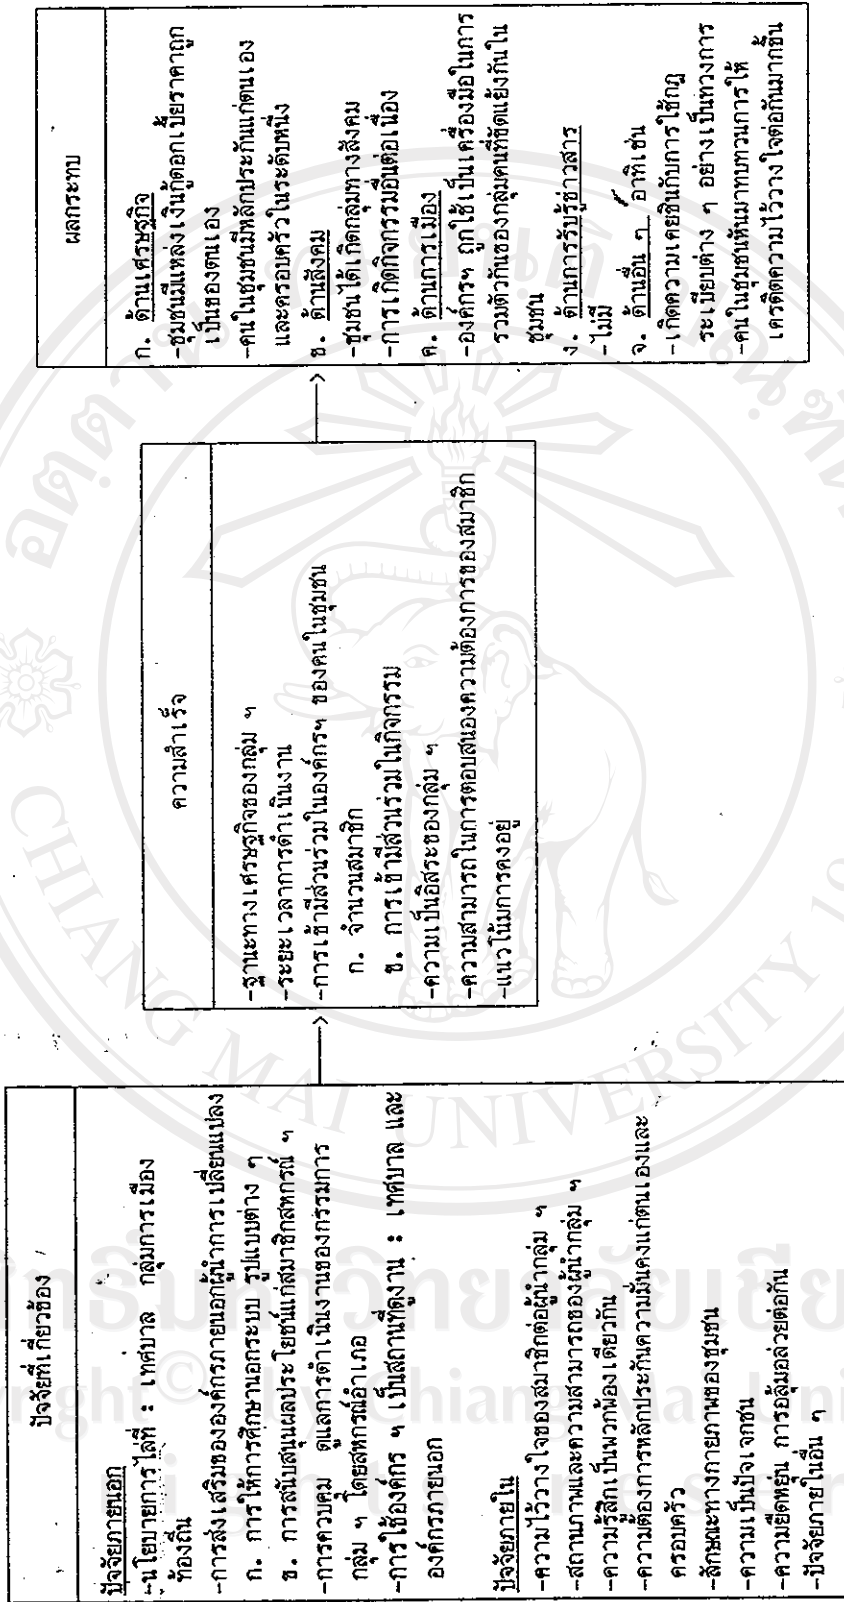 ปัจจัยที่เกี่ยวข้อง
ปัจจัยภายนอก
-นโยบายการไล่ที่ : เทศบาล กลุ่มการเมือง
ท้องถิ่น
-การส่งเสริมขององค์กรภายนอกผู้นำการเปลี่ยนแปลง
ก. การให้การศึกษานอกระบบ รูปแบบต่าง ๆ
ข. การสนับสนุนผลประโยชน์แก่สมาชิกสหกรณ์ ฯ
-การควบคุม ดูแลการดำเนินงานของกรรมการ
กลุ่ม ฯ โดยสหกรณ์อำเภอ
-การใช้องค์กร ฯ เป็นสถานที่ดูงาน : เทศบาล และ
องค์กรภายนอก
ปัจจัยภายใน
-ความไว้วางใจของสมาชิกต่อผู้นำกลุ่ม ฯ
-สถานภาพและความสามารถของผู้นำกลุ่ม ฯ
-ความรู้สึกเป็นพวกพ้องเดียวกัน
-ความต้องการหลักประกันความมั่นคงแก่ตนเองและ
ครอบครัว
-ลักษณะทางกายภาพของชุมชน
-ความเป็นปัจเจกชน
-ความยืดหยุ่น การอลุ้มอล่วยต่อกัน
-ปัจจัยภายในอื่น ๆ
ความสำเร็จ
-ฐานะทางเศรษฐกิจของกลุ่ม ฯ
-ระยะเวลาการดำเนินงาน
-การเข้ามีส่วนร่วมในองค์กรฯ ของคนในชุมชน
ก. จำนวนสมาชิก
ข. การเข้ามีส่วนร่วมในกิจกรรม
-ความเป็นอิสระของกลุ่ม ฯ
-ความสามารถในการตอบสนองความต้องการของสมาชิก
-แนวโน้มการคงอยู่
ผลกระทบ
ก. ด้านเศรษฐกิจ
-ชุมชนมีแหล่งเงินกู้ดอกเบี้ยราคาถูก
เป็นของตนเอง
-คนในชุมชนมีหลักประกันแก่ตนเอง
และครอบครัวในระดับหนึ่ง
ข. ด้านสังคม
-ชุมชนได้เกิดกลุ่มทางสังคม
-การเกิดกิจกรรมอื่นต่อเนื่อง
ค. ด้านการเมือง
-องค์กรฯ ถูกใช้เป็นเครื่องมือในการ
รวมตัวกันของกลุ่มคนที่ขัดแย้งกันใน
ชุมชน
ง. ด้านการรับรู้ข่าวสาร
-ไม่มี
จ. ด้านอื่น ๆ อาทิเช่น
-เกิดความเคยชินกับการใช้กฎ
ระเบียบต่าง ๆ อย่างเป็นทางการ
-คนในชุมชนหันมาทบทวนการให้
เครดิตความไว้วางใจต่อกันมากขึ้น
CHIANG MAI UNIVERSITY